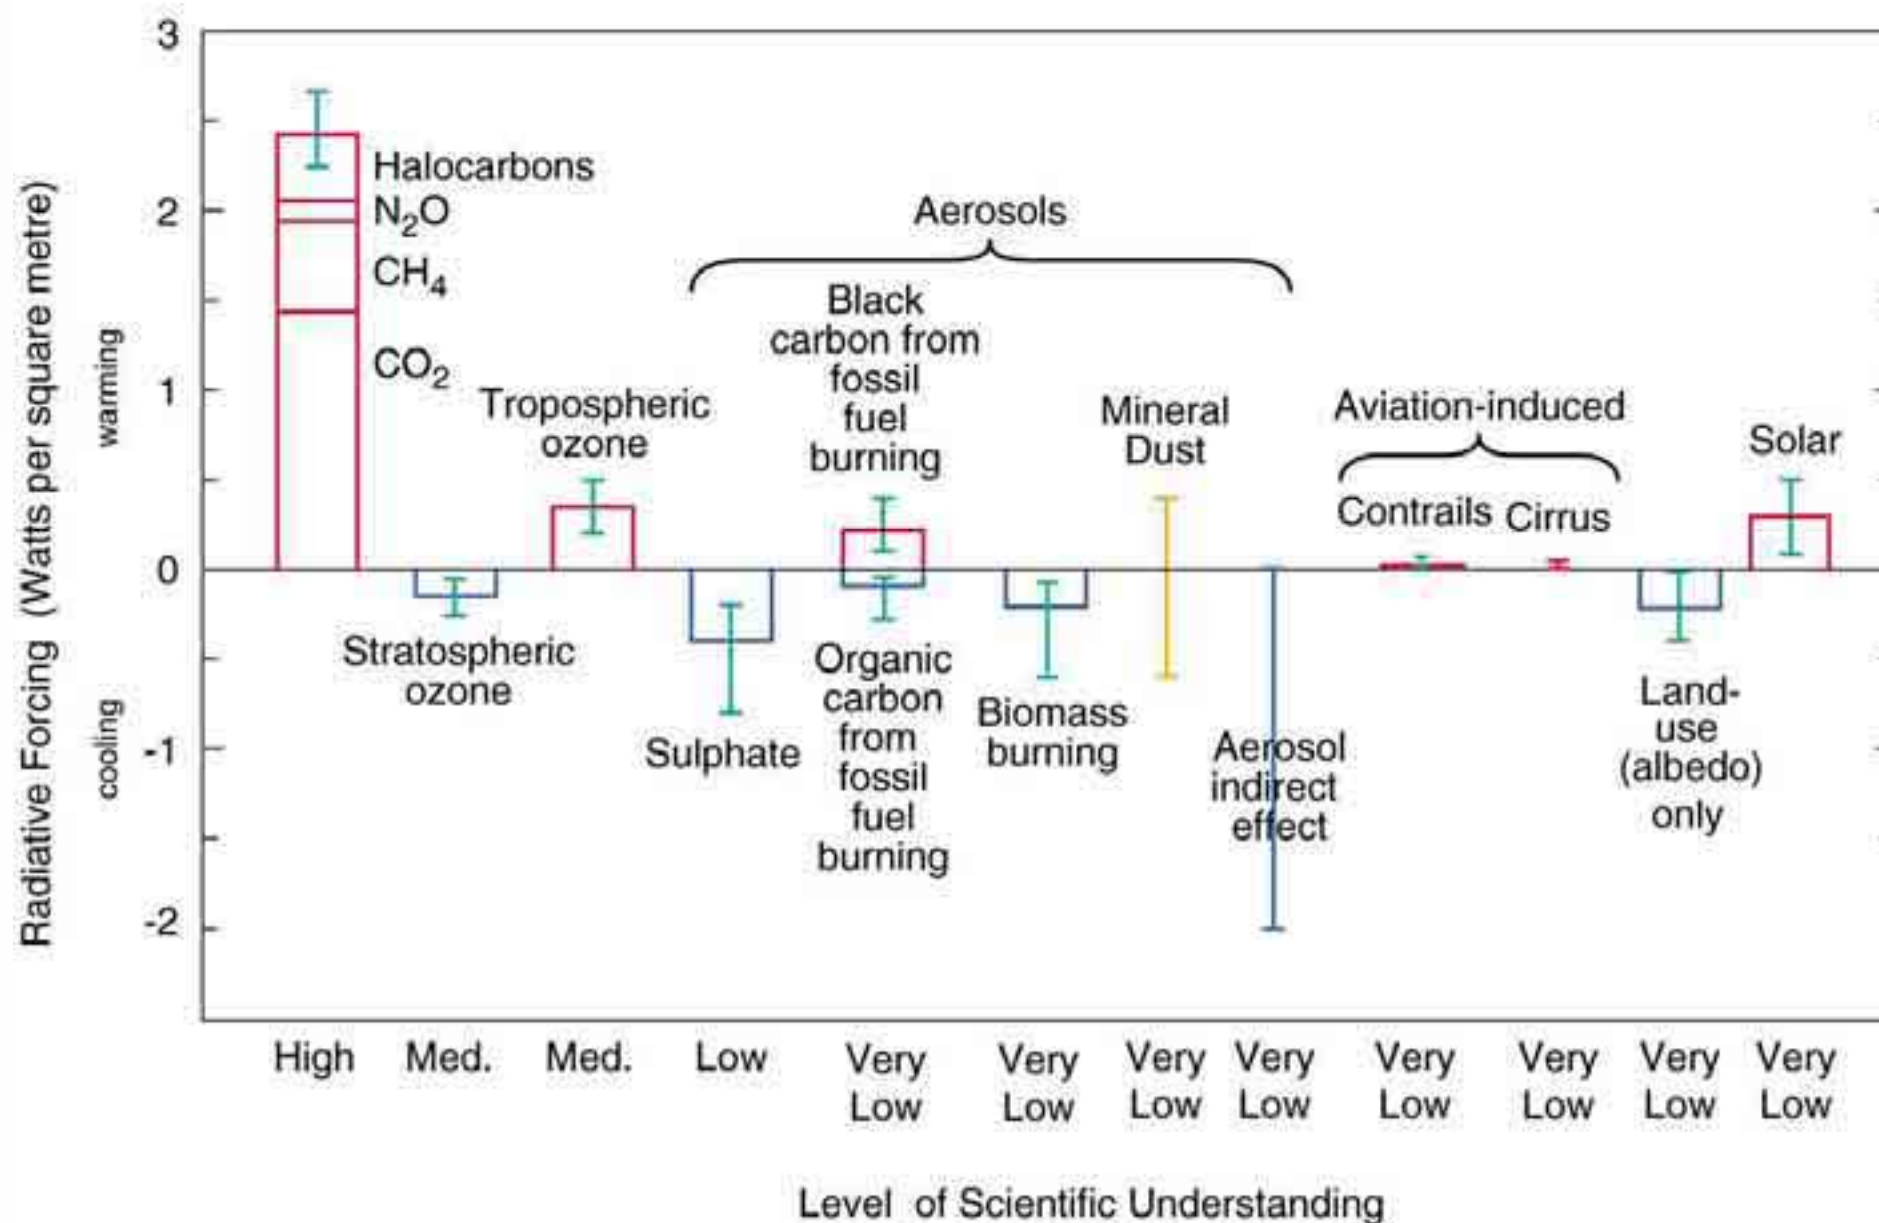 Radiative Forcing (Watts per square metre)
warming
cooling
3
2
1
0
-1
-2
Halocarbons
N₂O
CH₄
CO₂
Tropospheric
ozone
Stratospheric
ozone
Aerosols
Sulphate
Black
carbon from
fossil
fuel
burning
Organic
carbon
from
fossil
fuel
burning
Biomass
burning
Mineral
Dust
Aerosol
indirect
effect
Aviation-induced
Contrails Cirrus
Land-
use
(albedo)
only
Solar
High Med. Med. Low Very Very Very Very Very Very Very Very
Low Low Low Low Low Low Low Low
Level of Scientific Understanding